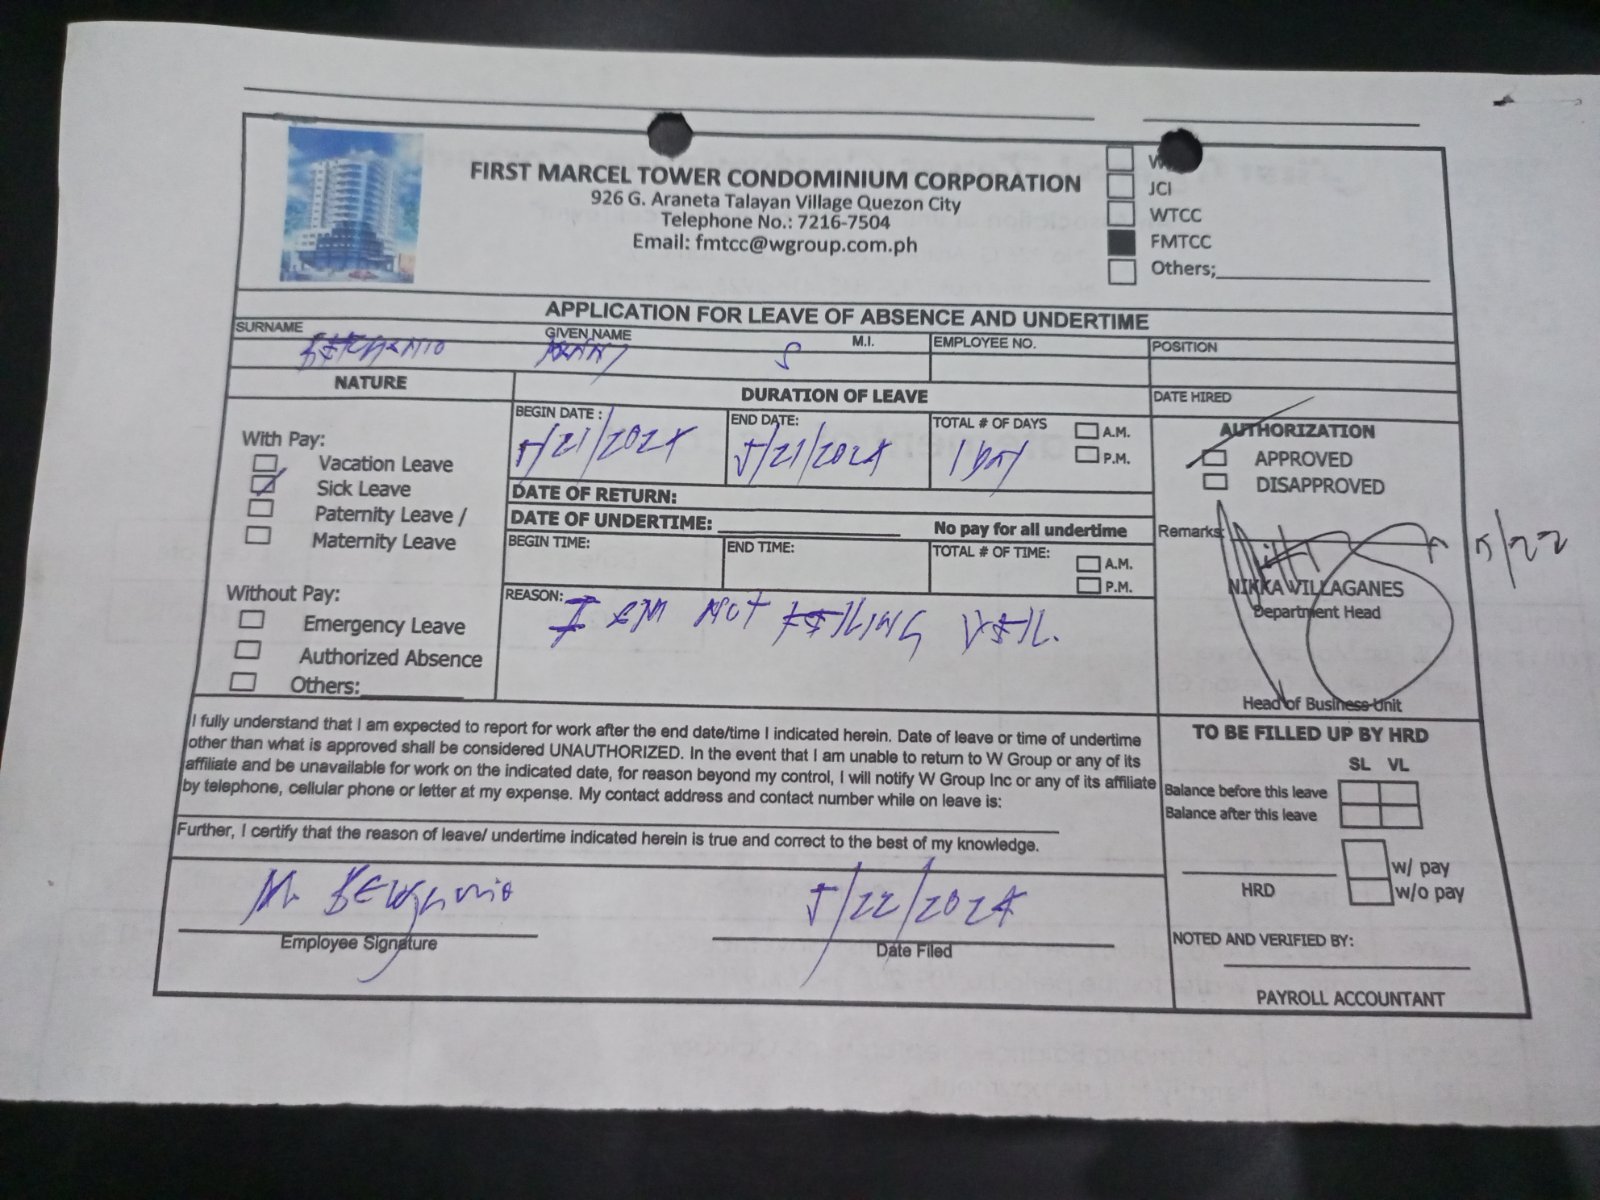 FIRST MARCEL TOWER CONDOMINIUM CORPORATION
926 G. Araneta Talayan Village Quezon City
Telephone No.: 7216-7504
Email: fmtcc@wgroup.com.ph
JCI
WTCC
FMTCC
Others;
APPLICATION FOR LEAVE OF ABSENCE AND UNDERTIME
SURNAME GIVEN NAME M.I. EMPLOYEE NO. POSITION
S
NATURE DURATION OF LEAVE DATE HIRED
BEGIN DATE : END DATE: TOTAL # OF DAYS A.M.
P.M.
5/21/2024 5/21/2024 1 DAY
AUTHORIZATION
APPROVED
DISAPPROVED
With Pay:
Vacation Leave
Sick Leave
Paternity Leave /
Maternity Leave
DATE OF RETURN:
DATE OF UNDERTIME: No pay for all undertime
BEGIN TIME: END TIME: TOTAL # OF TIME: A.M.
P.M.
Remarks:
5/22
NIKKA VILLAGANES
Department Head
Head of Business Unit
Without Pay:
Emergency Leave
Authorized Absence
Others:
REASON: I AM NOT FEELING WELL.
I fully understand that I am expected to report for work after the end date/time I indicated herein. Date of leave or time of undertime
other than what is approved shall be considered UNAUTHORIZED. In the event that I am unable to return to W Group or any of its
affiliate and be unavailable for work on the indicated date, for reason beyond my control, I will notify W Group Inc or any of its affiliate
by telephone, cellular phone or letter at my expense. My contact address and contact number while on leave is:
Further, I certify that the reason of leave/ undertime indicated herein is true and correct to the best of my knowledge.
5/22/2024
Employee Signature Date Filed
TO BE FILLED UP BY HRD
SL VL
Balance before this leave
Balance after this leave
w/ pay
HRD w/o pay
NOTED AND VERIFIED BY:
PAYROLL ACCOUNTANT